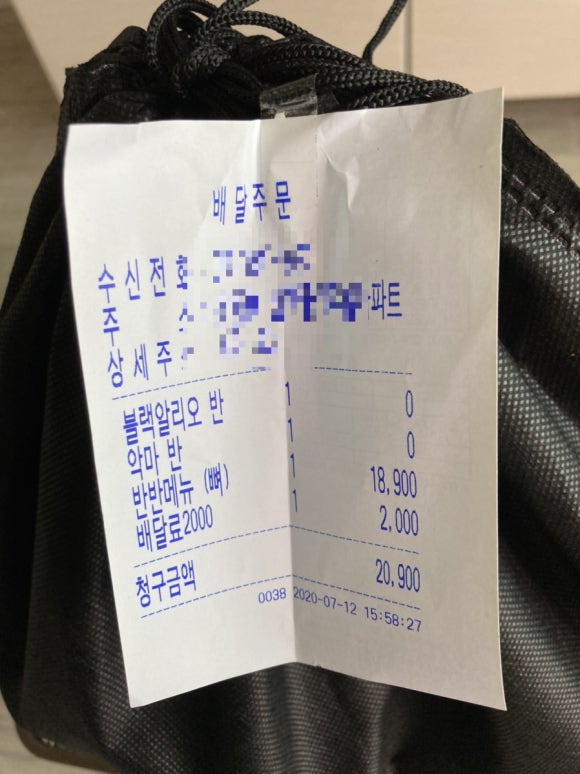 배달주문
수신전화
주
파트
상세주
블랙알리오 반 1 0
악마 반 1 0
반반메뉴 (뼈) 1 18,900
배달료2000 1 2,000
청구금액 20,900
0038 2020-07-12 15:58:27